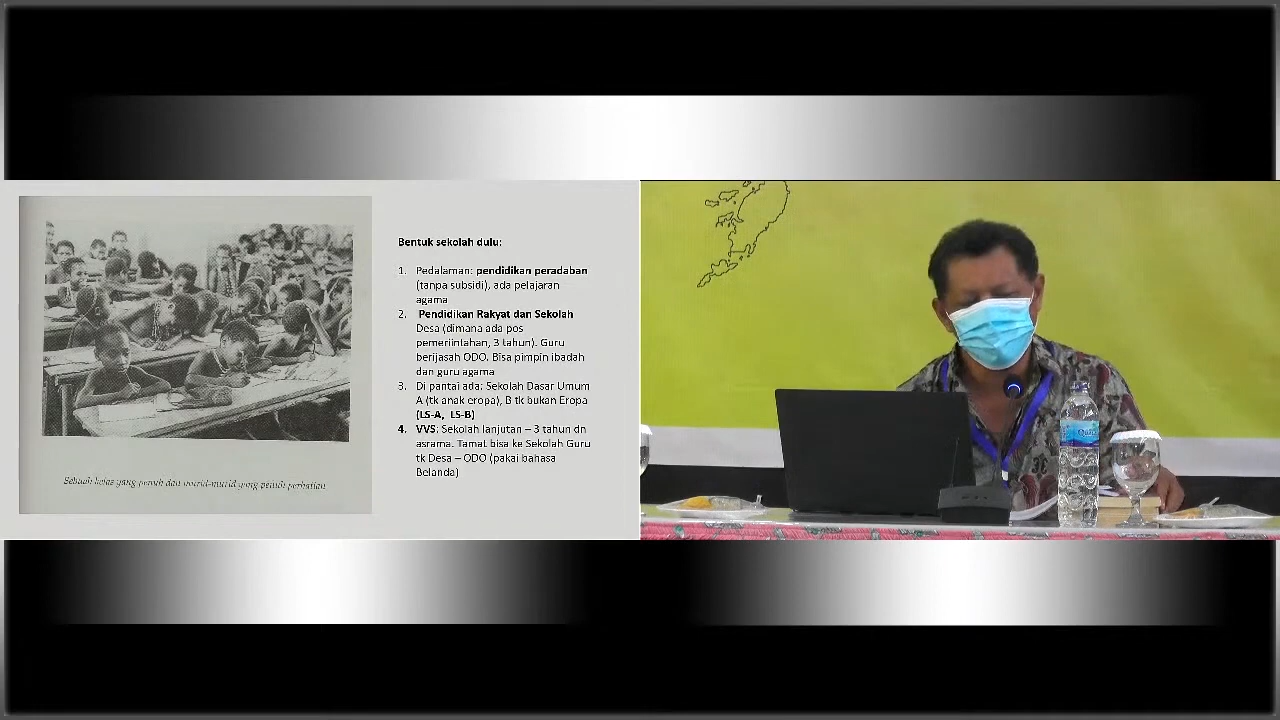 Bentuk sekolah dulu:
1. Pedalaman: pendidikan peradaban
(tanpa subsidi), ada pelajaran
agama
2. Pendidikan Rakyat dan Sekolah
Desa (dimana ada pos
pemeriintahan, 3 tahun). Guru
berijasah ODO. Bisa pimpin ibadah
dan guru agama
3. Di pantai ada: Sekolah Dasar Umum
A (tk anak eropa), B tk bukan Eropa
(LS-A, LS-B)
4. VVS: Sekolah lanjutan – 3 tahun dn
asrama. Tamat bisa ke Sekolah Guru
tk Desa – ODO (pakai bahasa
Belanda)
Sebuah kelas yang penuh dan murid-murid yang penuh perhatian